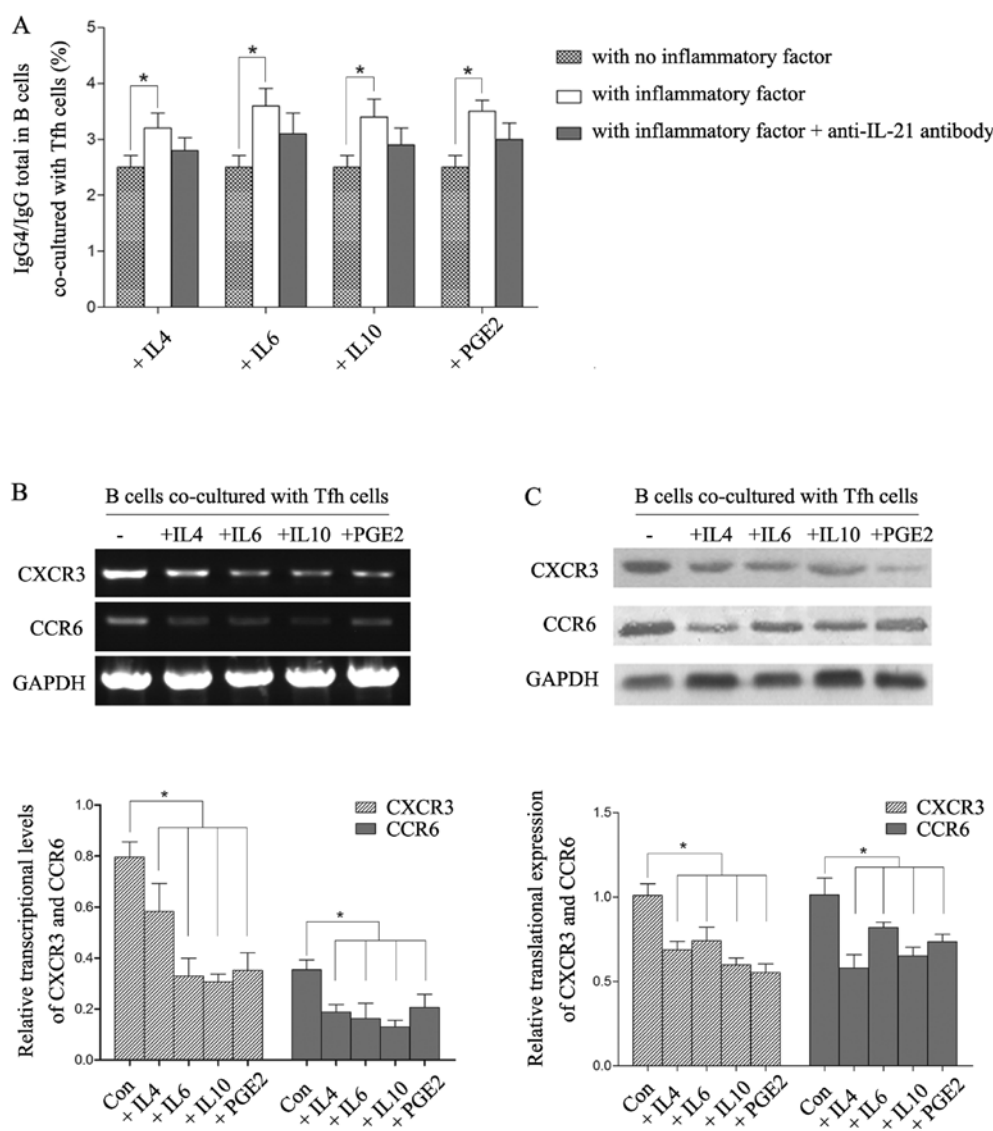 A
IgG4/IgG total in B cells
co-cultured with Tfh cells (%)
5
4
3
2
1
0
*
*
*
*
+ IL4
+ IL6
+ IL10
+ PGE2
with no inflammatory factor
with inflammatory factor
with inflammatory factor + anti-IL-21 antibody
B
B cells co-cultured with Tfh cells
- +IL4 +IL6 +IL10 +PGE2
CXCR3
CCR6
GAPDH
Relative transcriptional levels
of CXCR3 and CCR6
1.0
0.8
0.6
0.4
0.2
0.0
*
*
CXCR3
CCR6
Con
+ IL4
+ IL6
+ IL10
+ PGE2
Con
+ IL4
+ IL6
+ IL10
+ PGE2
C
B cells co-cultured with Tfh cells
- +IL4 +IL6 +IL10 +PGE2
CXCR3
CCR6
GAPDH
Relative translational expression
of CXCR3 and CCR6
1.5
1.0
0.5
0.0
*
*
CXCR3
CCR6
Con
+ IL4
+ IL6
+ IL10
+ PGE2
Con
+ IL4
+ IL6
+ IL10
+ PGE2